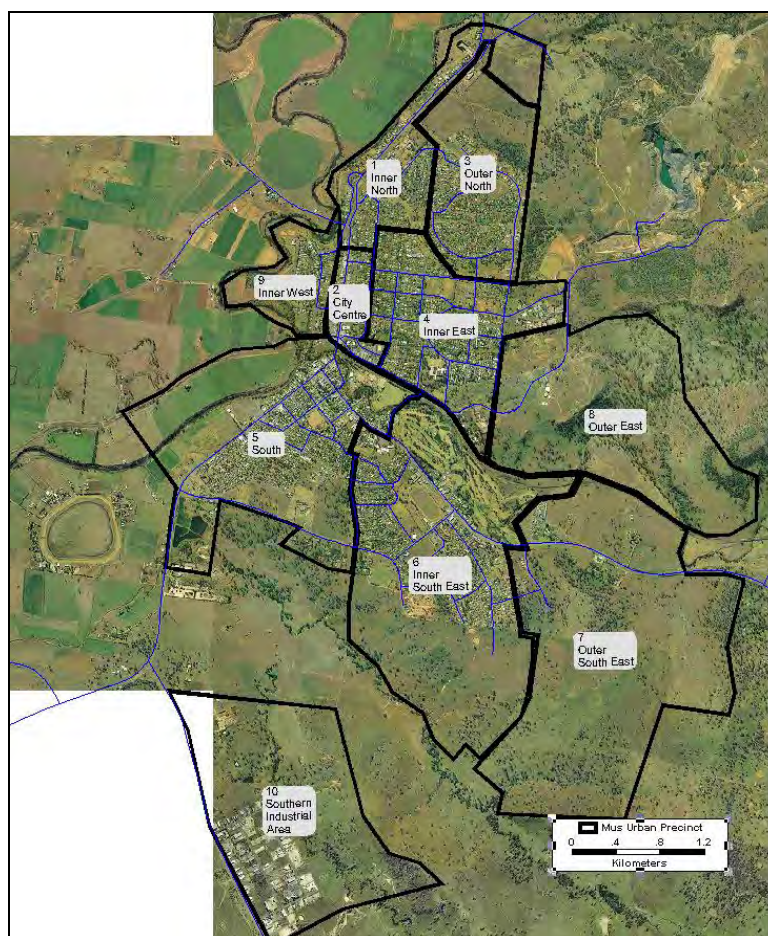 1
Inner
North
3
Outer
North
9
Inner West
2
City
Centre
4
Inner East
8
Outer East
5
South
6
Inner
South East
7
Outer
South East
10
Southern
Industrial
Area
Mus Urban Precinct
0 .4 .8 1.2
Kilometers